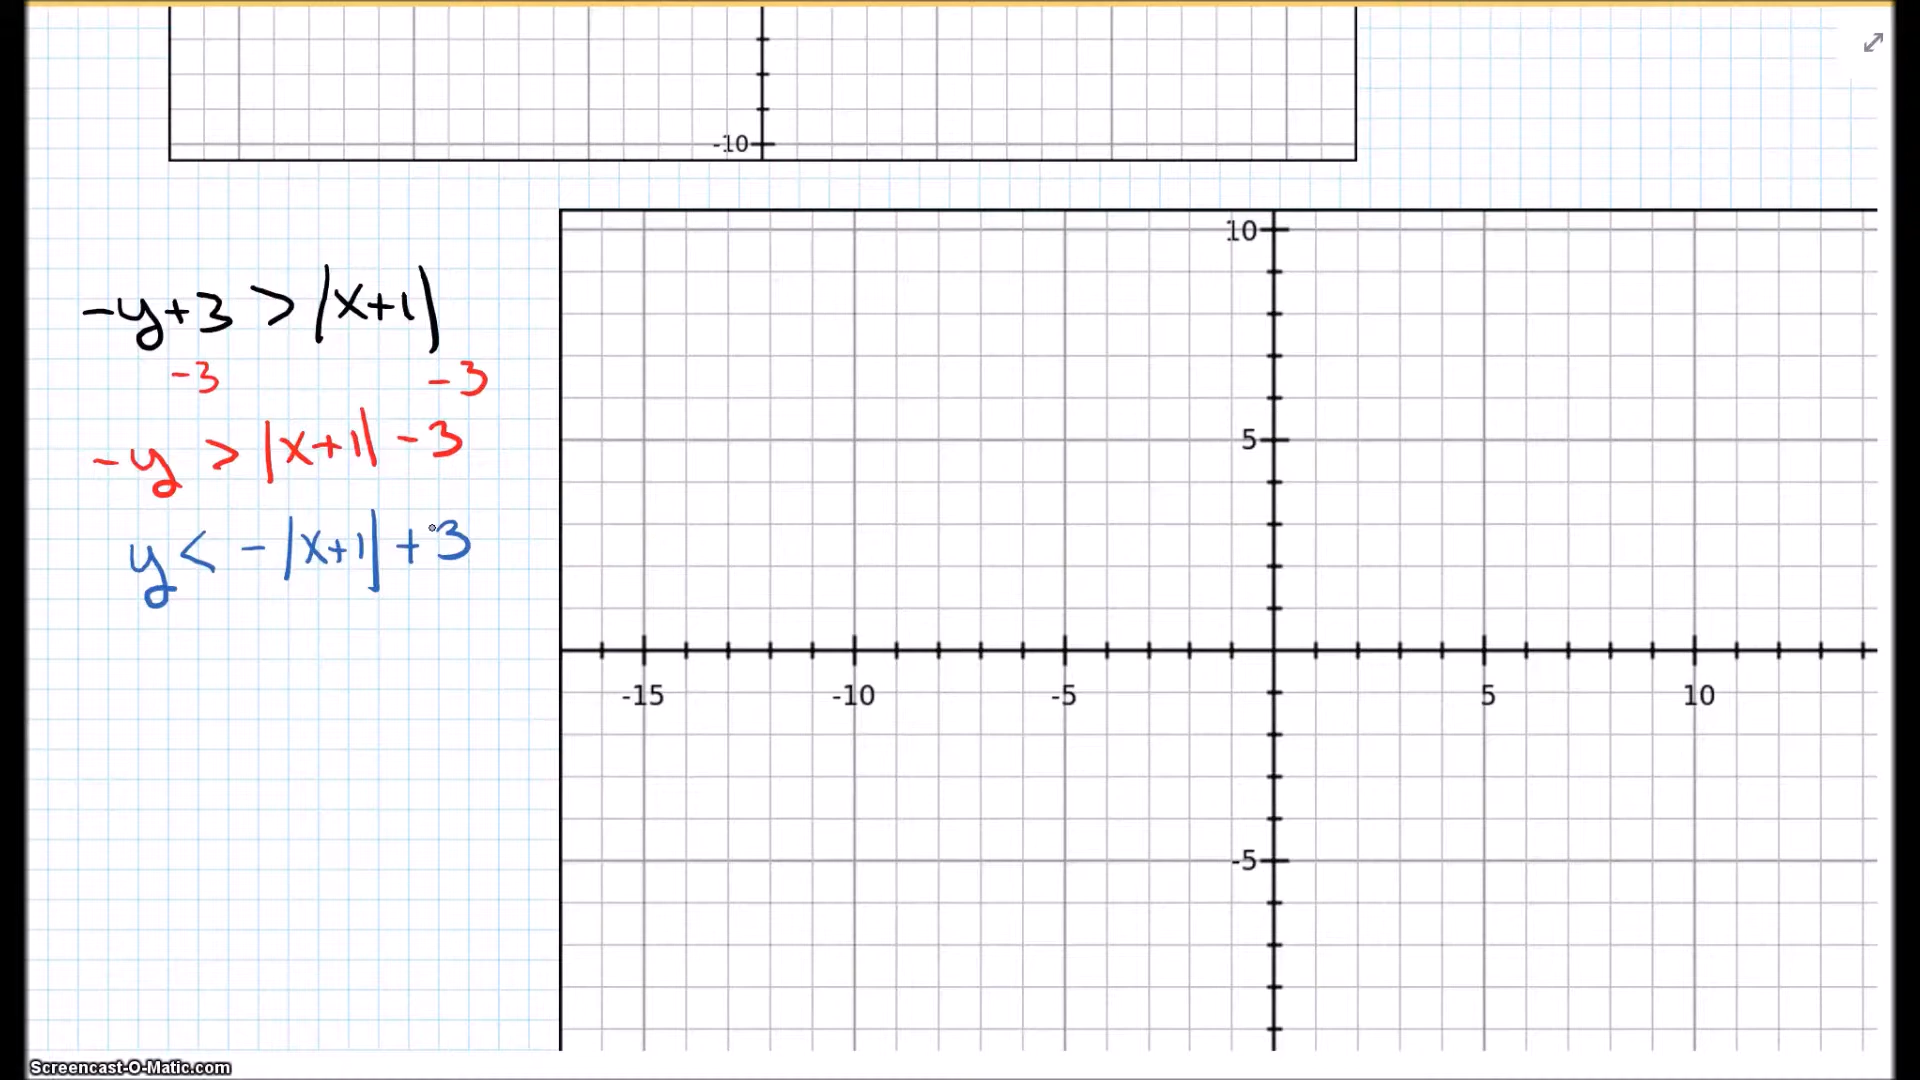 -10
10
-y+3 > |x+1|
-3 -3
5
-y > |x+1| -3
y < -|x+1| +3
-15 -10 -5 5 10
-5
Screencast-O-Matic.com